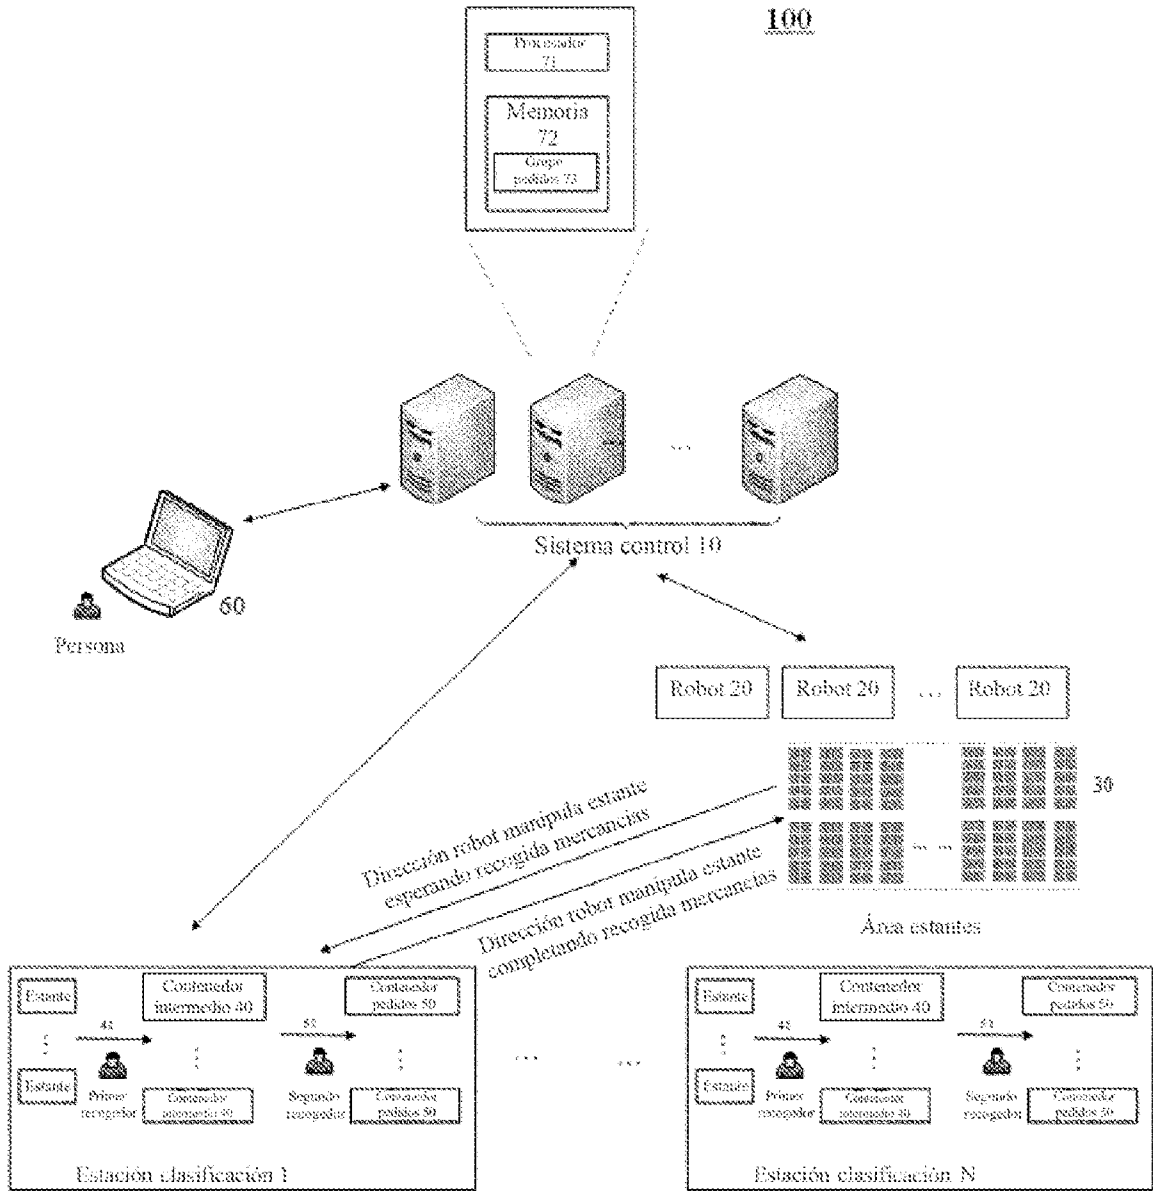 100
Procesador
71
Memoria
72
Grupo
pedidos 73
Sistema control 10
60
Persona
Robot 20
Robot 20
...
Robot 20
30
Dirección robot manipula estante
esperando recogida mercancías
Dirección robot manipula estante
completando recogida mercancías
Área estantes
Estante
Contenedor
intermedio 40
Contenedor
pedidos 50
41
51
Estante
Primer
recogedor
Contenedor
intermedio 40
Segundo
recogedor
Contenedor
pedidos 50
Estación clasificación 1
Estante
Contenedor
intermedio 40
Contenedor
pedidos 50
41
51
Estante
Primer
recogedor
Contenedor
intermedio 40
Segundo
recogedor
Contenedor
pedidos 50
Estación clasificación N